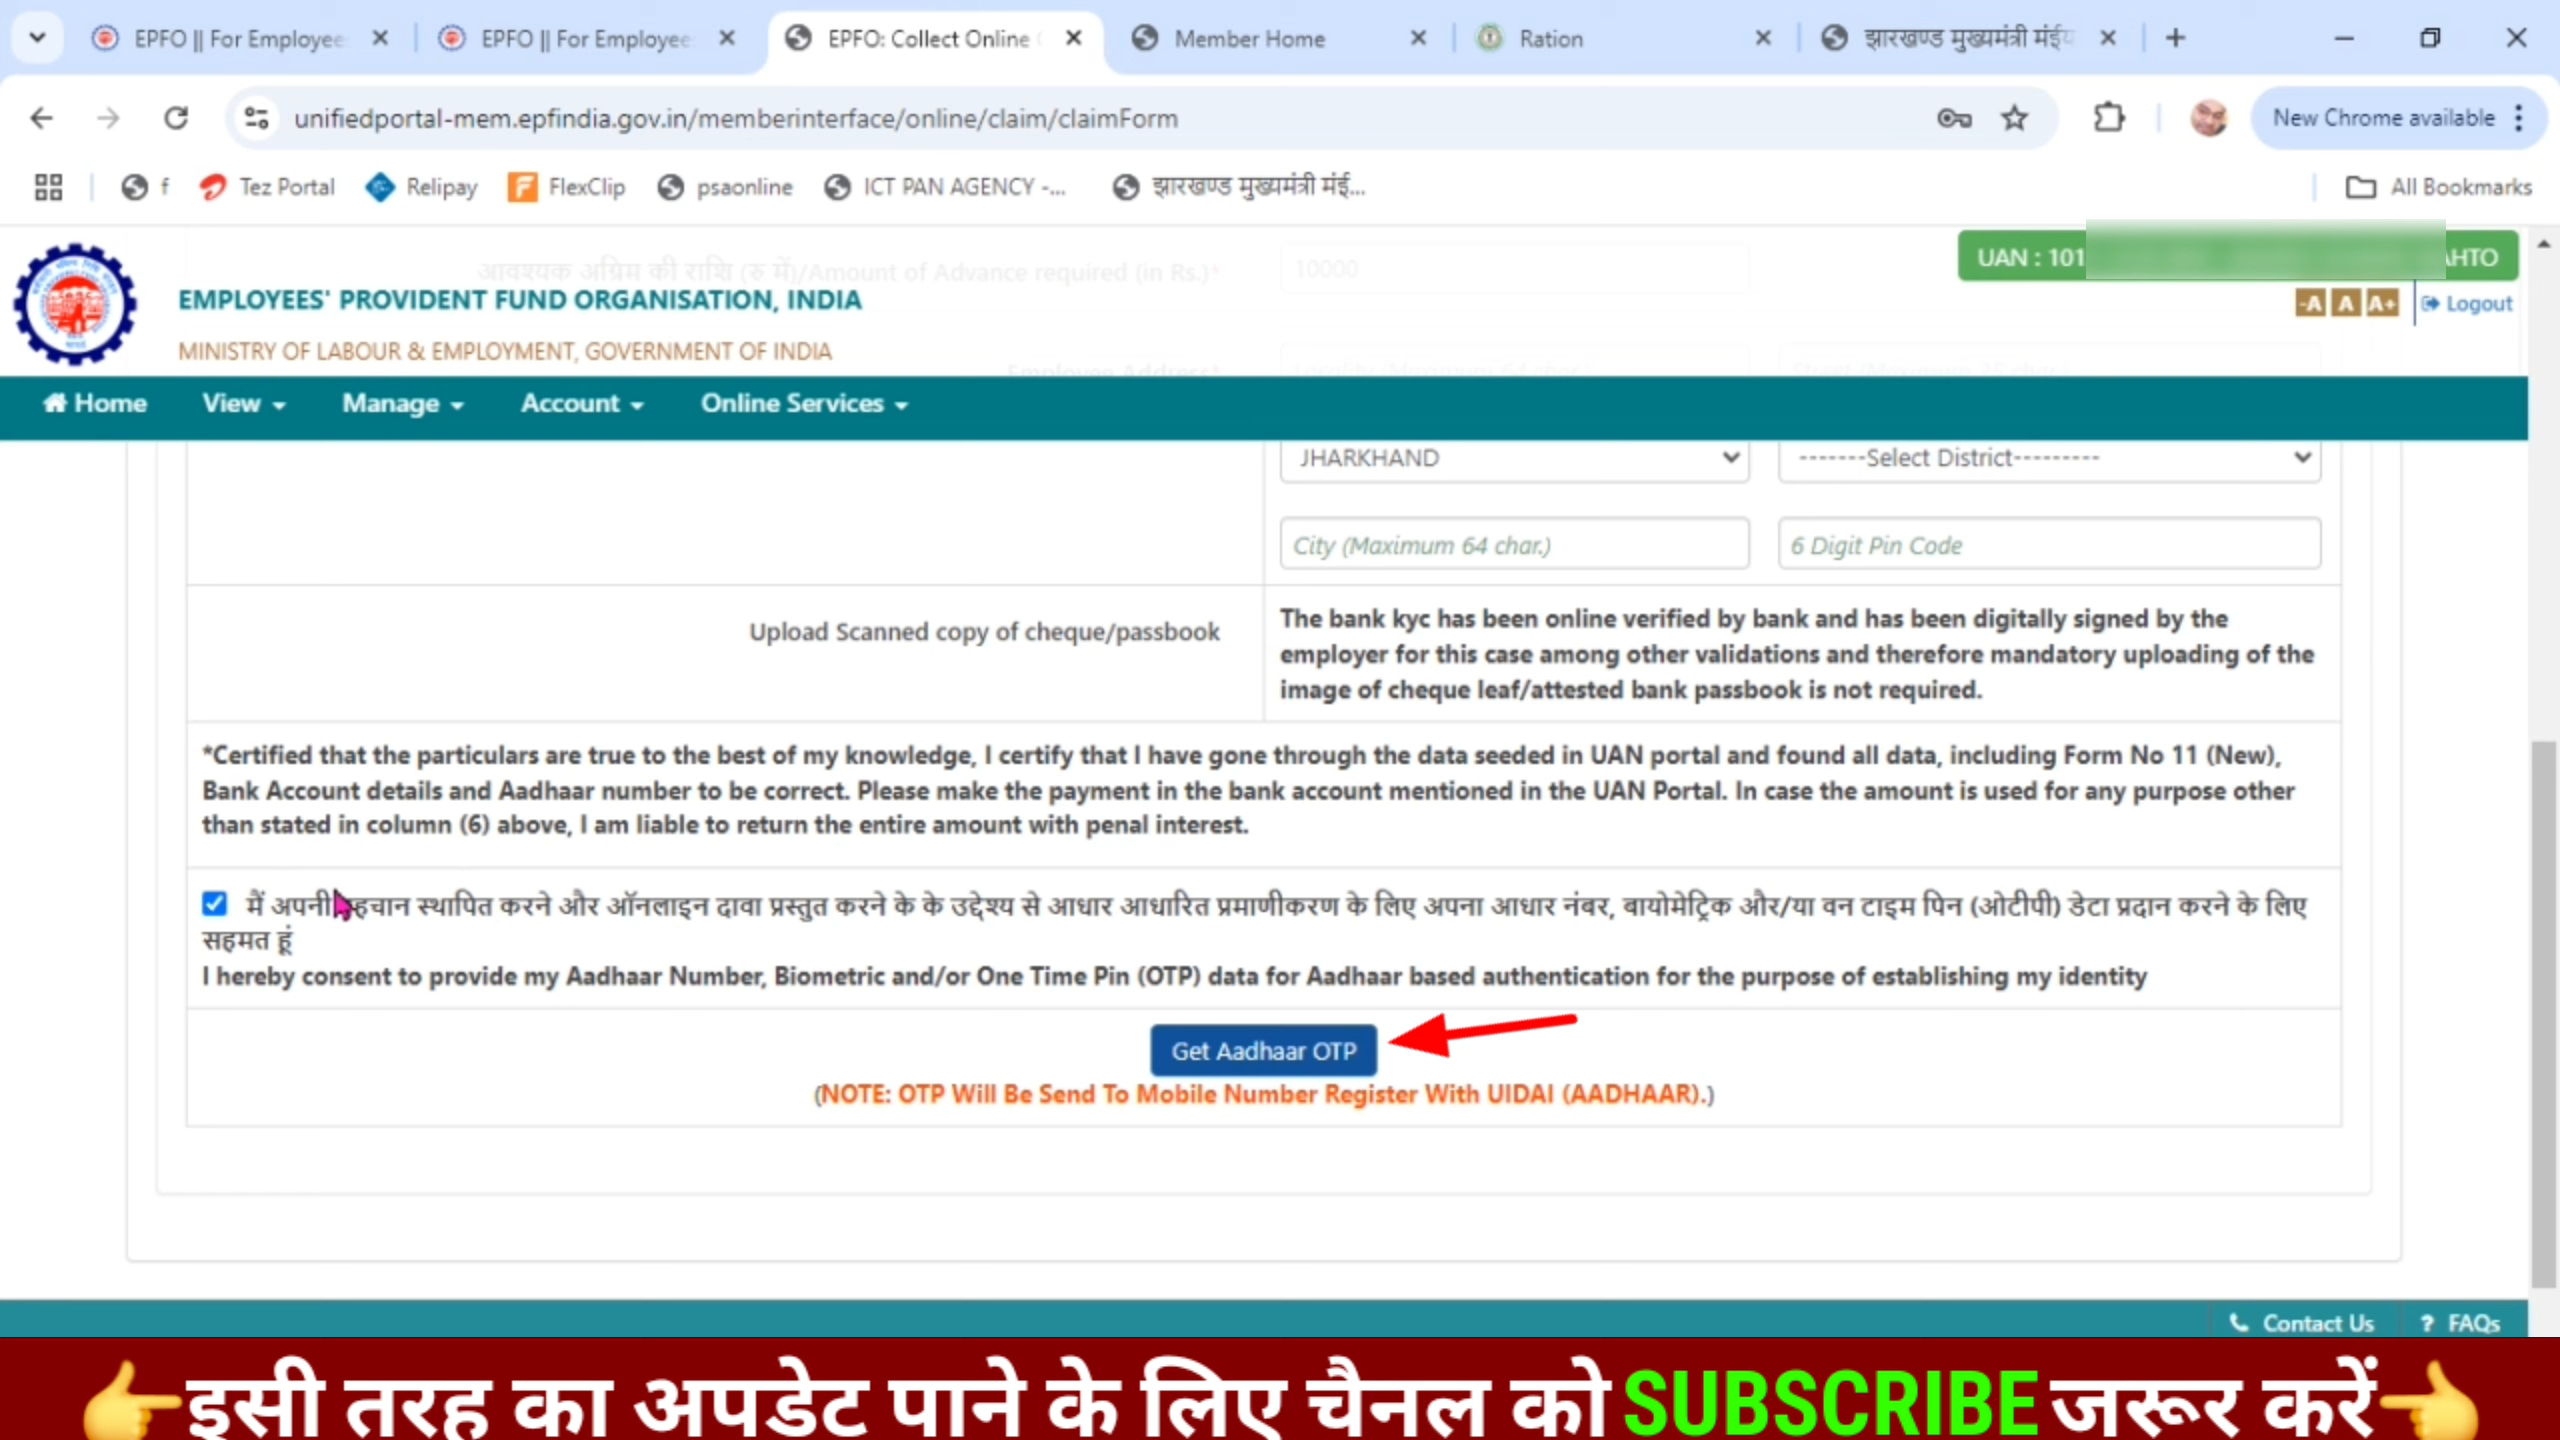 EPFO || For Employee
EPFO || For Employee
EPFO: Collect Online
Member Home
Ration
झारखण्ड मुख्यमंत्री मंईय
unifiedportal-mem.epfindia.gov.in/memberinterface/online/claim/claimForm
New Chrome available
f
Tez Portal
Relipay
FlexClip
psaonline
ICT PAN AGENCY -...
झारखण्ड मुख्यमंत्री मंई...
All Bookmarks
आवश्यक अग्रिम की राशि (रु में)/Amount of Advance required (in Rs.)*
10000
UAN : 101
AHTO
EMPLOYEES' PROVIDENT FUND ORGANISATION, INDIA
-A A A+
Logout
MINISTRY OF LABOUR & EMPLOYMENT, GOVERNMENT OF INDIA
Employee Address*
Home
View
Manage
Account
Online Services
JHARKHAND
-------Select District---------
City (Maximum 64 char.)
6 Digit Pin Code
Upload Scanned copy of cheque/passbook
The bank kyc has been online verified by bank and has been digitally signed by the
employer for this case among other validations and therefore mandatory uploading of the
image of cheque leaf/attested bank passbook is not required.
*Certified that the particulars are true to the best of my knowledge, I certify that I have gone through the data seeded in UAN portal and found all data, including Form No 11 (New),
Bank Account details and Aadhaar number to be correct. Please make the payment in the bank account mentioned in the UAN Portal. In case the amount is used for any purpose other
than stated in column (6) above, I am liable to return the entire amount with penal interest.
मैं अपनी पहचान स्थापित करने और ऑनलाइन दावा प्रस्तुत करने के के उद्देश्य से आधार आधारित प्रमाणीकरण के लिए अपना आधार नंबर, बायोमेट्रिक और/या वन टाइम पिन (ओटीपी) डेटा प्रदान करने के लिए
सहमत हूं
I hereby consent to provide my Aadhaar Number, Biometric and/or One Time Pin (OTP) data for Aadhaar based authentication for the purpose of establishing my identity
Get Aadhaar OTP
(NOTE: OTP Will Be Send To Mobile Number Register With UIDAI (AADHAAR).)
Contact Us
? FAQs
इसी तरह का अपडेट पाने के लिए चैनल को SUBSCRIBE जरूर करें